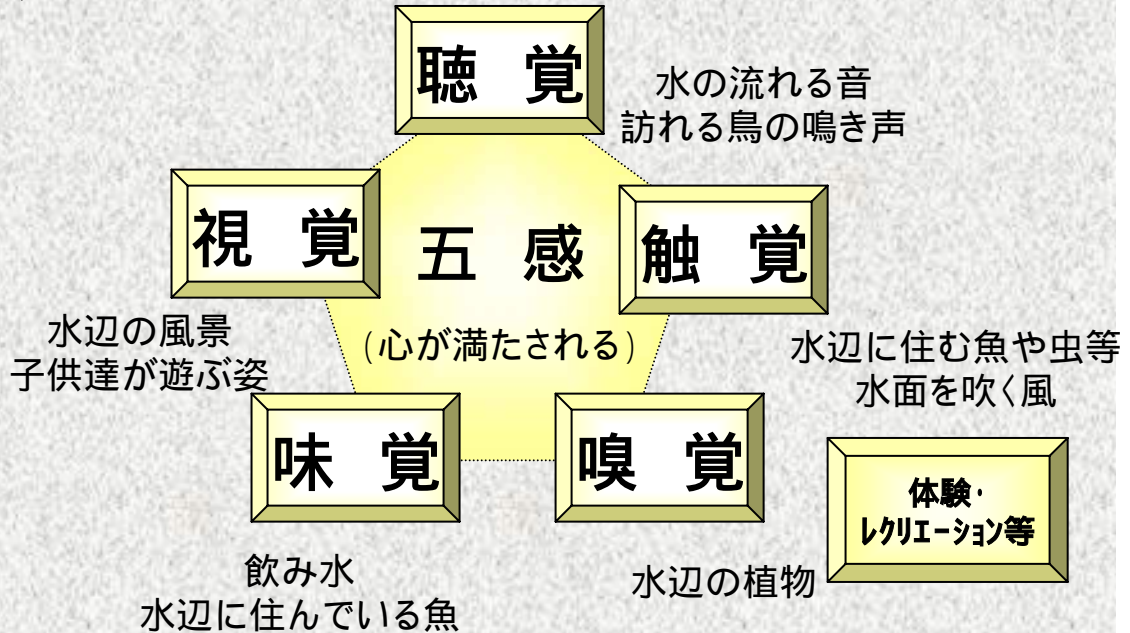 聴 覚
水の流れる音
訪れる鳥の鳴き声
視 覚
五 感
触 覚
水辺の風景
子供達が遊ぶ姿
(心が満たされる)
水辺に住む魚や虫等
水面を吹く風
味 覚
嗅 覚
体験・
レクリエーション等
飲み水
水辺に住んでいる魚
水辺の植物